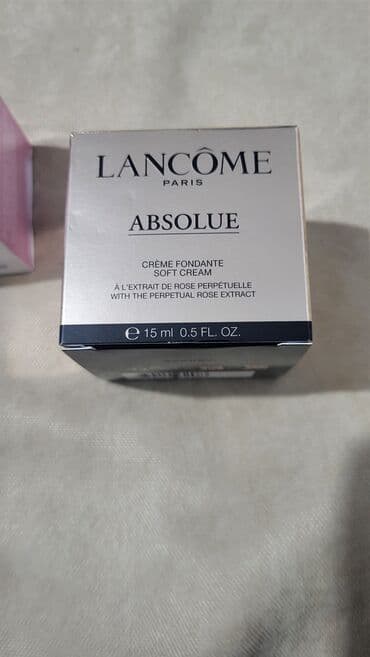 LANCÔME
PARIS
ABSOLUE
CRÈME FONDANTE
SOFT CREAM
À L'EXTRAIT DE ROSE PERPÉTUELLE
WITH THE PERPETUAL ROSE EXTRACT
℮ 15 ml 0.5 FL. OZ.